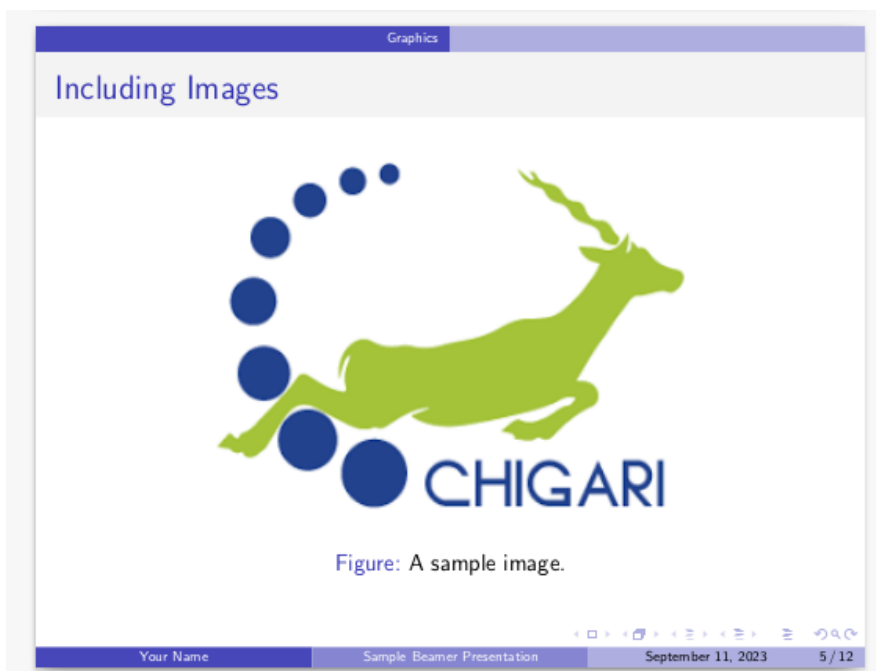 Graphics
Including Images
CHIGARI
Figure: A sample image.
Your Name Sample Beamer Presentation September 11, 2023 5 / 12